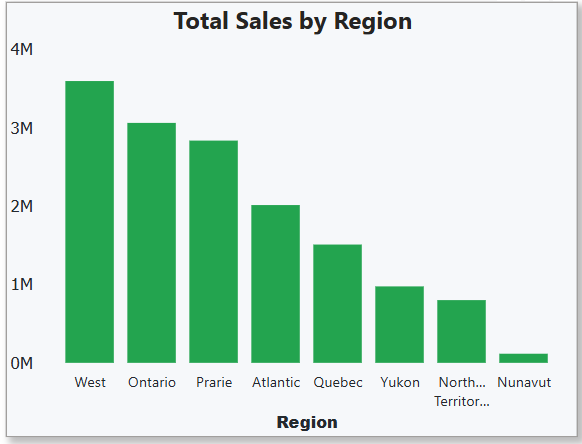 Total Sales by Region
4M
3M
2M
1M
0M
West Ontario Prarie Atlantic Quebec Yukon North... Nunavut
Territor...
Region